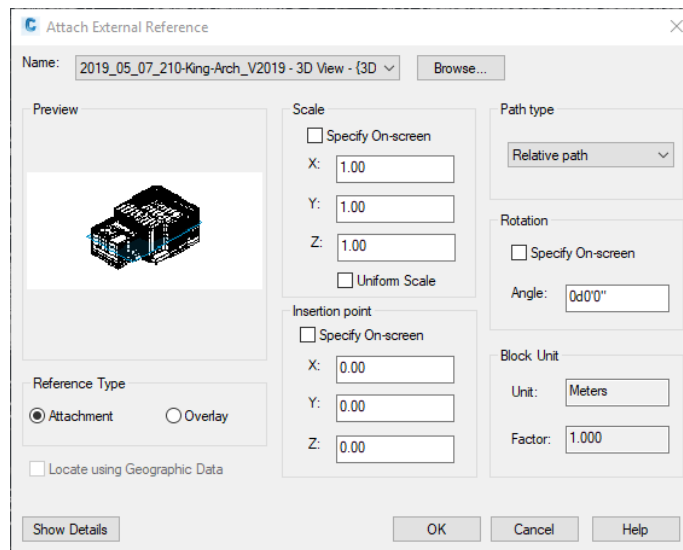 C Attach External Reference
Name: 2019_05_07_210-King-Arch_V2019 - 3D View - {3D Browse...
Preview
Scale
Specify On-screen
X: 1.00
Y: 1.00
Z: 1.00
Uniform Scale
Insertion point
Specify On-screen
X: 0.00
Y: 0.00
Z: 0.00
Path type
Relative path
Rotation
Specify On-screen
Angle: 0d0'0"
Block Unit
Unit: Meters
Factor: 1.000
Reference Type
Attachment Overlay
Locate using Geographic Data
Show Details OK Cancel Help